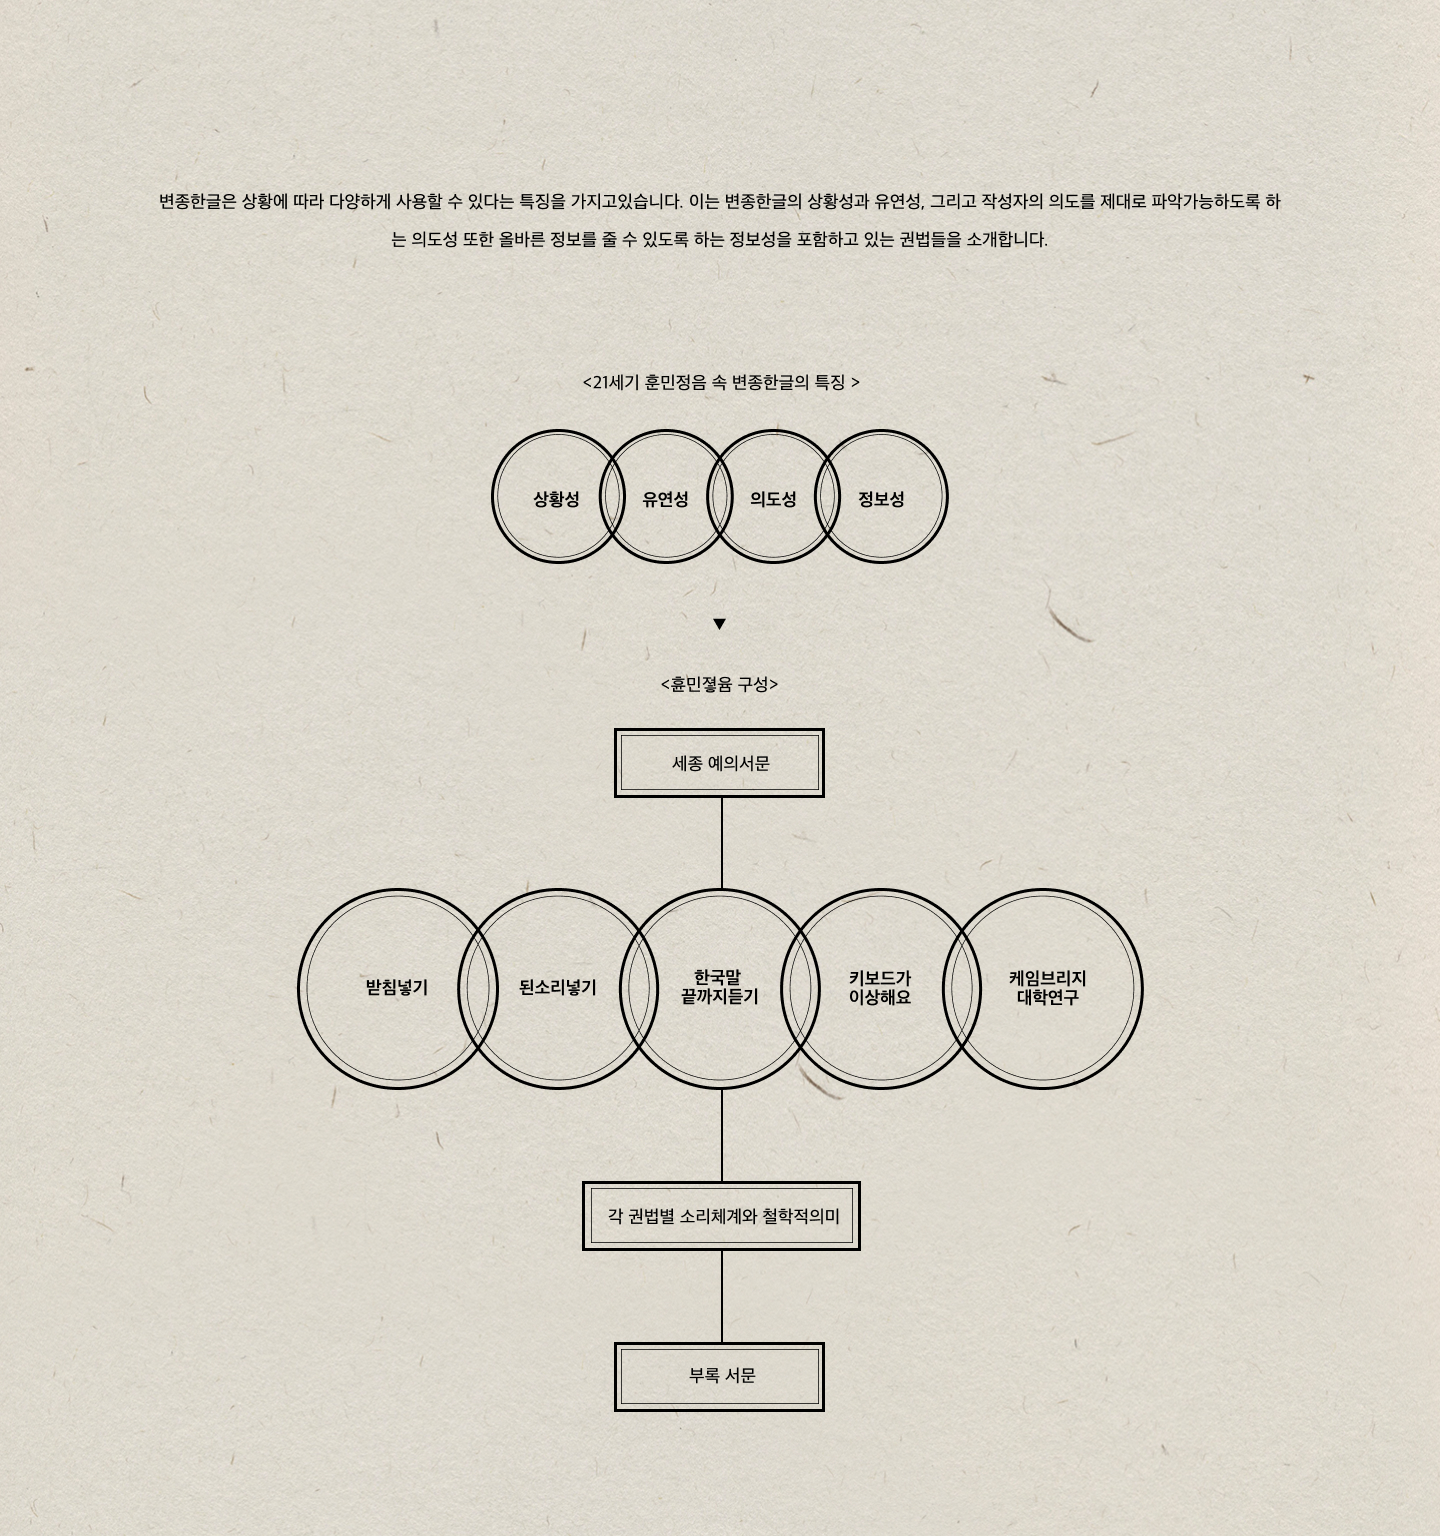 변종한글은 상황에 따라 다양하게 사용할 수 있다는 특징을 가지고있습니다. 이는 변종한글의 상황성과 유연성, 그리고 작성자의 의도를 제대로 파악가능하도록 하
는 의도성 또한 올바른 정보를 줄 수 있도록 하는 정보성을 포함하고 있는 권법들을 소개합니다.
<21세기 훈민정음 속 변종한글의 특징 >
상황성 유연성 의도성 정보성
▼
<휸민졓윰 구성>
세종 예의서문
받침넣기 된소리넣기 한국말 키보드가 케임브리지
끝까지듣기 이상해요 대학연구
각 권법별 소리체계와 철학적의미
부록 서문